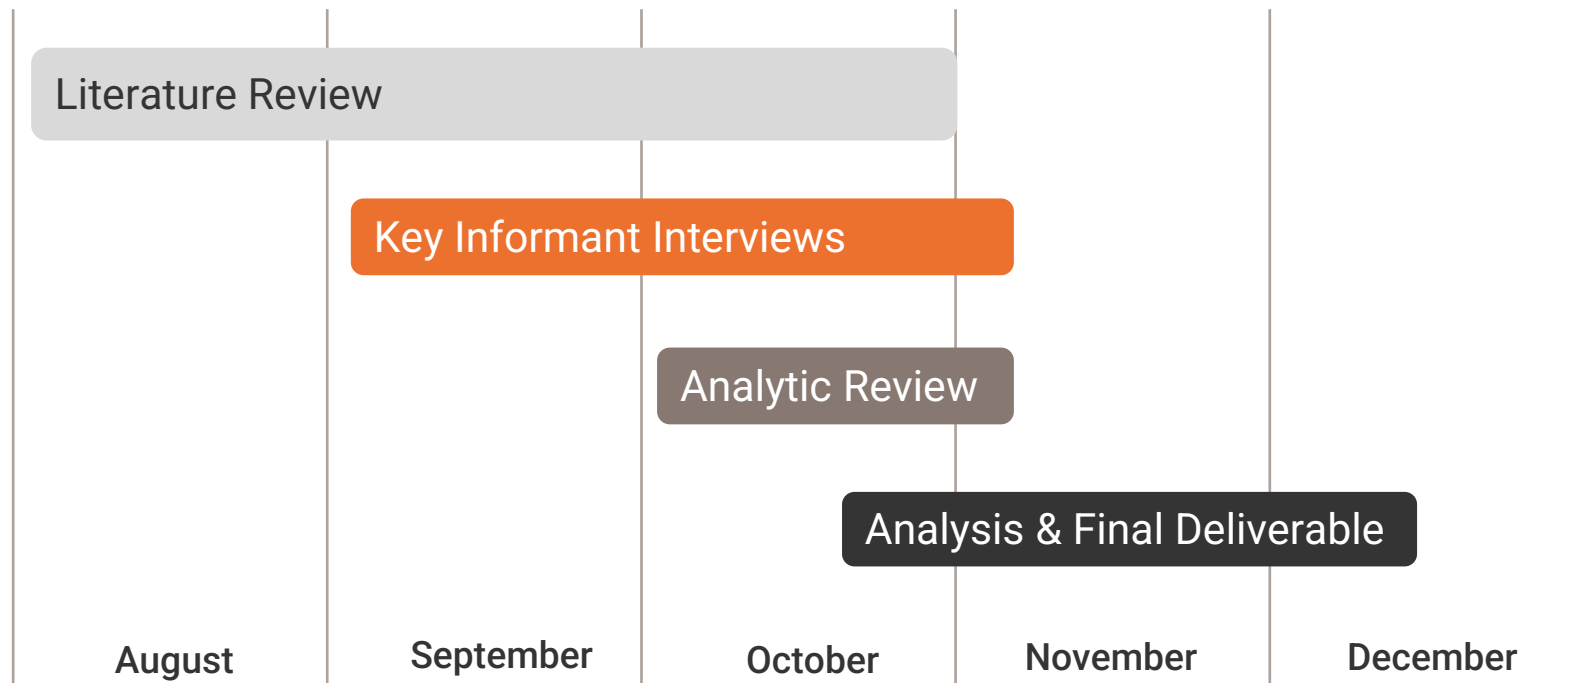 Literature Review
Key Informant Interviews
Analytic Review
Analysis & Final Deliverable
August
September
October
November
December